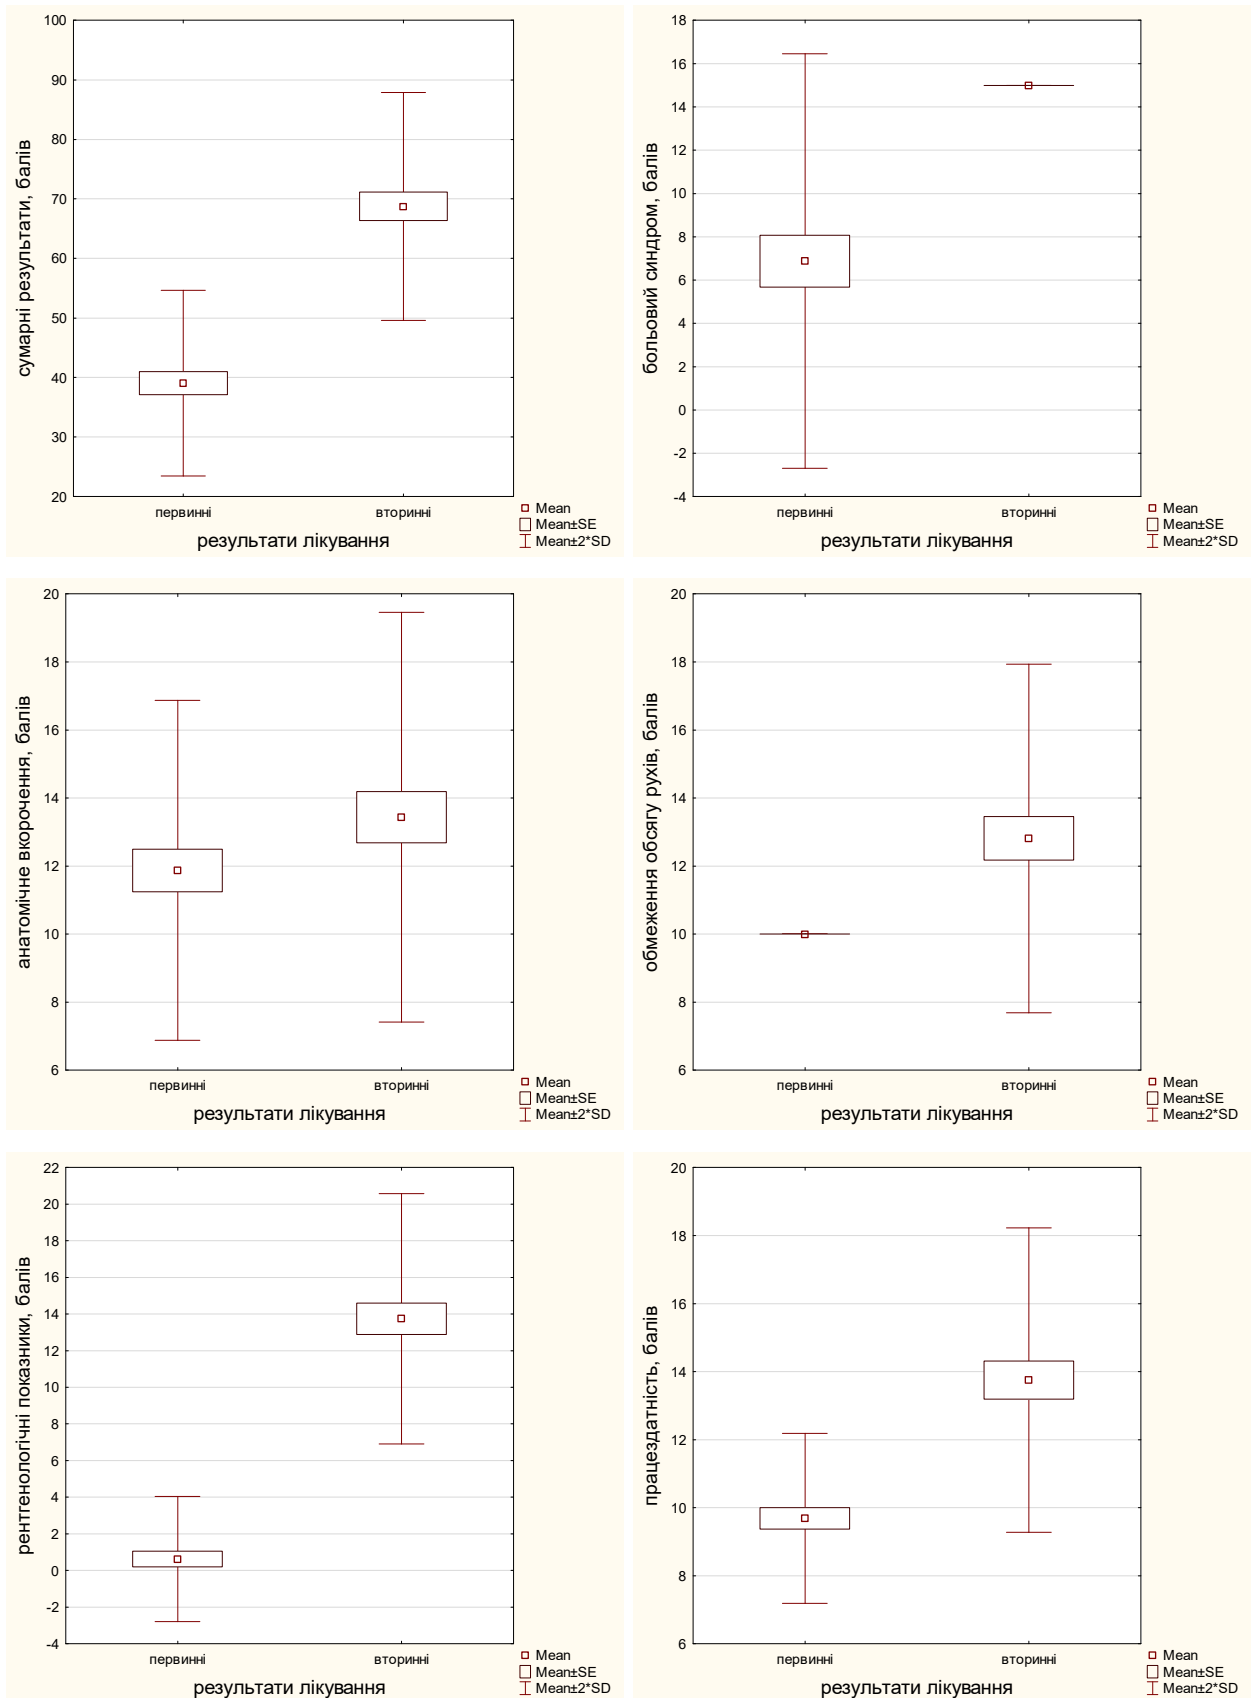 сумарні результати, балів
100
90
80
70
60
50
40
30
20
первинні
вторинні
результати лікування
Mean
Mean±SE
Mean±2*SD
больовий синдром, балів
18
16
14
12
10
8
6
4
2
0
-2
-4
первинні
вторинні
результати лікування
Mean
Mean±SE
Mean±2*SD
анатомічне вкорочення, балів
20
18
16
14
12
10
8
6
первинні
вторинні
результати лікування
Mean
Mean±SE
Mean±2*SD
обмеження обсягу рухів, балів
20
18
16
14
12
10
8
6
первинні
вторинні
результати лікування
Mean
Mean±SE
Mean±2*SD
рентгенологічні показники, балів
22
20
18
16
14
12
10
8
6
4
2
0
-2
-4
первинні
вторинні
результати лікування
Mean
Mean±SE
Mean±2*SD
працездатність, балів
20
18
16
14
12
10
8
6
первинні
вторинні
результати лікування
Mean
Mean±SE
Mean±2*SD